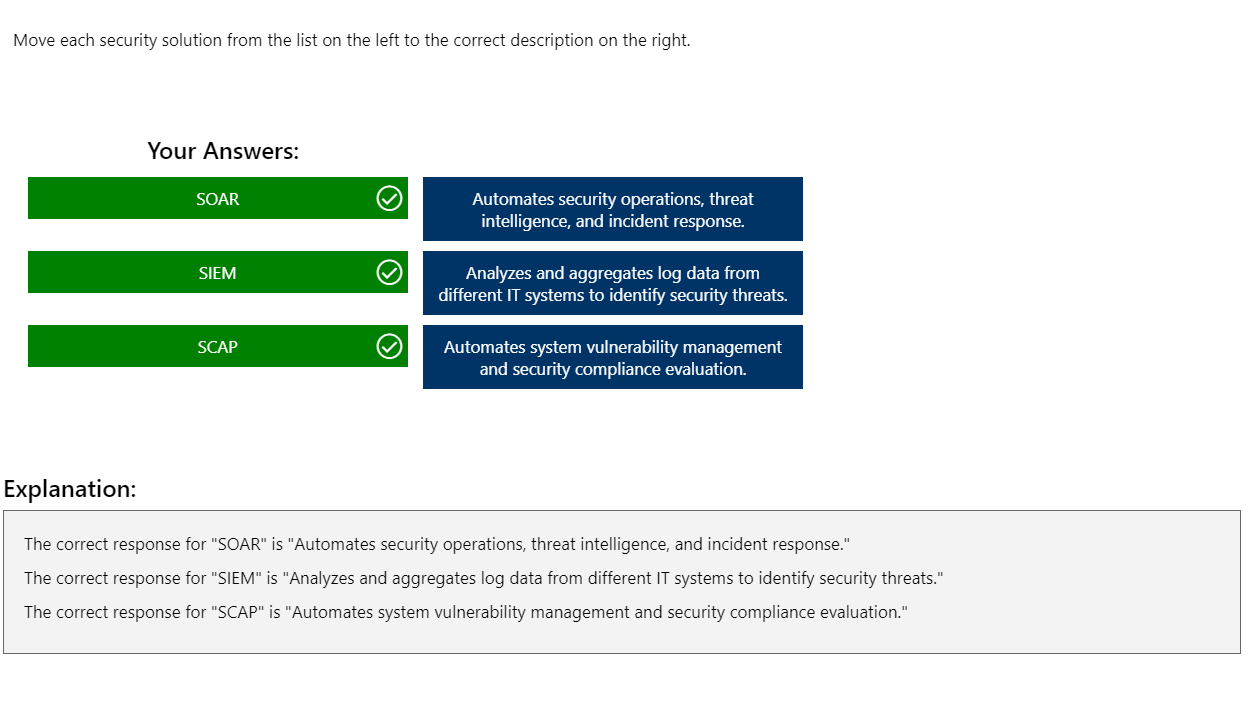 Move each security solution from the list on the left to the correct description on the right.
Your Answers:
SOAR
Automates security operations, threat
intelligence, and incident response.
SIEM
Analyzes and aggregates log data from
different IT systems to identify security threats.
SCAP
Automates system vulnerability management
and security compliance evaluation.
Explanation:
The correct response for "SOAR" is "Automates security operations, threat intelligence, and incident response."
The correct response for "SIEM" is "Analyzes and aggregates log data from different IT systems to identify security threats."
The correct response for "SCAP" is "Automates system vulnerability management and security compliance evaluation."